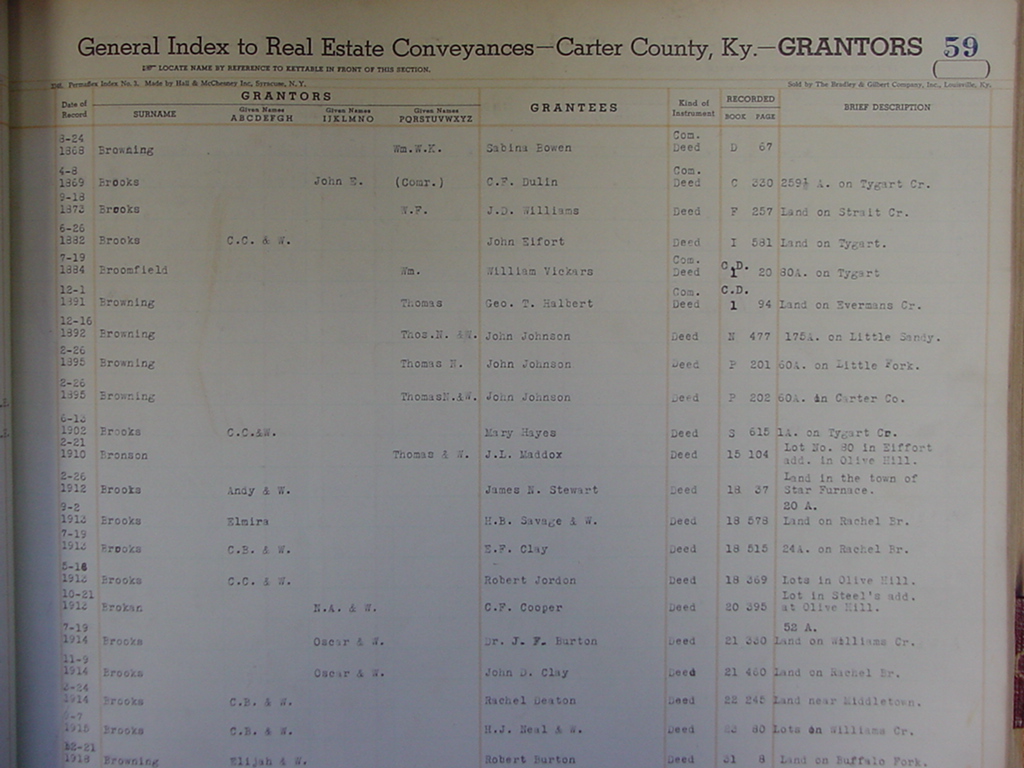 General Index to Real Estate Conveyances—Carter County, Ky.—GRANTORS 59
LOCATE NAME BY REFERENCE TO KEYTABLE IN FRONT OF THIS SECTION.
Permaflex Index No. 3. Made by Hall & McChesney Inc, Syracuse, N. Y. Sold by The Bradley & Gilbert Company, Inc., Louisville, Ky.
Date of Record GRANTORS GRANTEES Kind of Instrument RECORDED BRIEF DESCRIPTION
SURNAME Given Names ABCDEFGH Given Names IJKLMNO Given Names PQRSTUVWXYZ BOOK PAGE
8-24 Com.
1868 Browning Wm.W.K. Sabina Bowen Deed D 67
4-8 Com.
1869 Brooks John E. (Comr.) C.F. Dulin Deed C 330 259½ A. on Tygart Cr.
9-18
1873 Brooks W.F. J.D. Williams Deed F 257 Land on Strait Cr.
6-26
1882 Brooks C.C. & W. John Elfort Deed I 581 Land on Tygart.
7-19 Com. C.D.
1884 Broomfield Wm. William Vickars Deed 1 20 80A. on Tygart
12-1 Com. C.D.
1891 Browning Thomas Geo. T. Halbert Deed 1 94 Land on Evermans Cr.
12-16
1892 Browning Thos.N. &W. John Johnson Deed N 477 175A. on Little Sandy.
2-26
1895 Browning Thomas N. John Johnson Deed P 201 60A. on Little Fork.
2-26
1895 Browning ThomasN.&W. John Johnson Deed P 202 60A. in Carter Co.
1902 Brooks C.C.&W. Mary Hayes Deed S 615 1A. on Tygart Cr.
2-21 Lot No. 80 in Eiffort
1910 Bronson Thomas & W. J.L. Maddox Deed 15 104 add. in Olive Hill.
2-26 Land in the town of
1912 Brooks Andy & W. James N. Stewart Deed 18 37 Star Furnace.
9-2 20 A.
1913 Brooks Elmira H.B. Savage & W. Deed 18 578 Land on Rachel Br.
7-19
1913 Brooks C.B. & W. E.F. Clay Deed 18 515 24A. on Rachel Br.
5-16
1913 Brooks C.C. & W. Robert Jordon Deed 18 369 Lots in Olive Hill.
10-21 Lot in Steel's add.
1912 Brokan N.A. & W. C.F. Cooper Deed 20 395 at Olive Hill.
7-19 52 A.
1914 Brooks Oscar & W. Dr. J. F. Burton Deed 21 330 Land on Williams Cr.
11-9
1914 Brooks Oscar & W. John D. Clay Deed 21 460 Land on Rachel Br.
1914 Brooks C.B. & W. Rachel Deaton Deed 22 245 Land near Middletown.
1915 Brooks C.B. & W. H.J. Neal & W. Deed 80 Lots on Williams Cr.
12-21
1918 Browning Elijah & W. Robert Burton Deed 31 8 Land on Buffalo Fork.